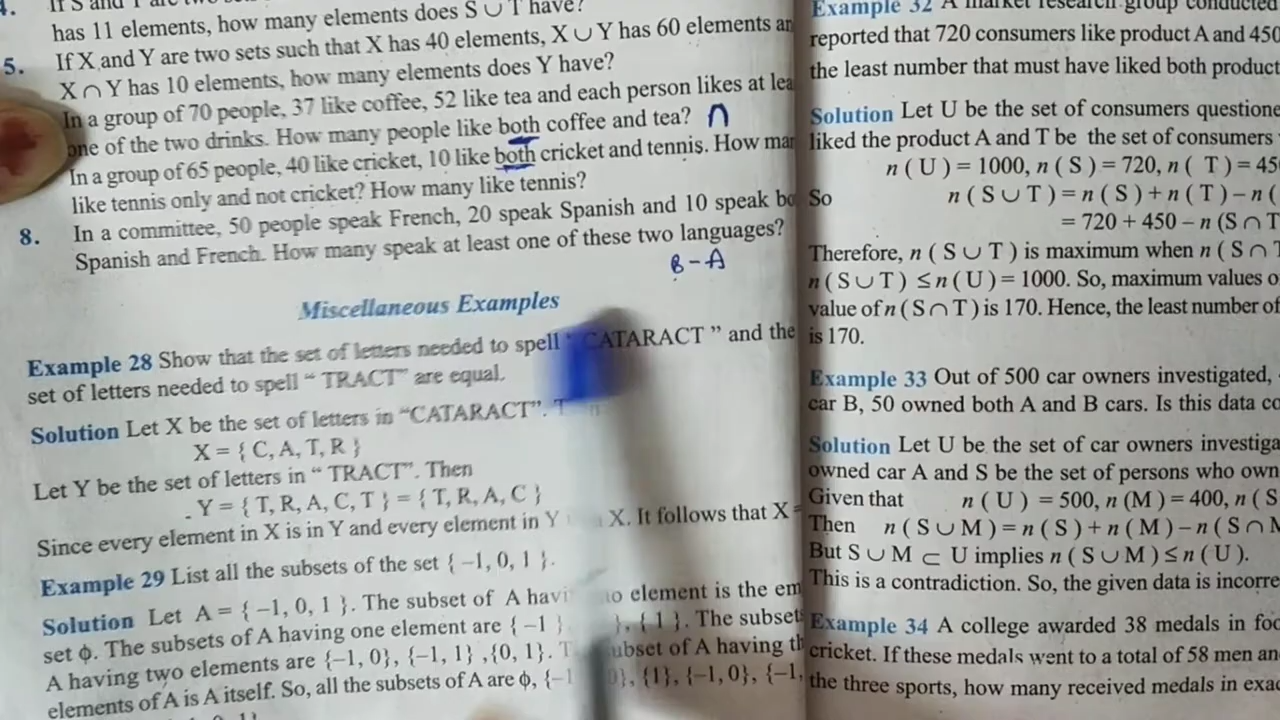 4. If S and T are two
has 11 elements, how many elements does S ∪ T have?
5. If X and Y are two sets such that X has 40 elements, X ∪ Y has 60 elements an
X ∩ Y has 10 elements, how many elements does Y have?
In a group of 70 people, 37 like coffee, 52 like tea and each person likes at lea
one of the two drinks. How many people like both coffee and tea? ∩
In a group of 65 people, 40 like cricket, 10 like both cricket and tennis. How man
like tennis only and not cricket? How many like tennis?
8. In a committee, 50 people speak French, 20 speak Spanish and 10 speak bo
Spanish and French. How many speak at least one of these two languages?
B - A
Miscellaneous Examples
Example 28 Show that the set of letters needed to spell “ CATARACT ” and the
set of letters needed to spell “ TRACT” are equal.
Solution Let X be the set of letters in “CATARACT”.
X = { C, A, T, R }
Let Y be the set of letters in “ TRACT”. Then
Y = { T, R, A, C, T } = { T, R, A, C }
Since every element in X is in Y and every element in Y X. It follows that X =
Example 29 List all the subsets of the set { –1, 0, 1 }.
Solution Let A = { –1, 0, 1 }. The subset of A havi no element is the em
set ϕ. The subsets of A having one element are { –1 } }, { 1 }. The subset
A having two elements are {–1, 0}, {–1, 1} ,{0, 1}. T ubset of A having th
elements of A is A itself. So, all the subsets of A are ϕ, {–1 0}, {1}, {–1, 0}, {–1,
Example 32 A market research group conducted
reported that 720 consumers like product A and 450
the least number that must have liked both product
Solution Let U be the set of consumers questione
liked the product A and T be the set of consumers
n ( U ) = 1000, n ( S ) = 720, n ( T ) = 45
So n ( S ∪ T ) = n ( S ) + n ( T ) – n (
= 720 + 450 – n (S ∩ T
Therefore, n ( S ∪ T ) is maximum when n ( S ∩ T
n ( S ∪ T ) ≤ n ( U ) = 1000. So, maximum values o
value of n ( S ∩ T ) is 170. Hence, the least number of
is 170.
Example 33 Out of 500 car owners investigated,
car B, 50 owned both A and B cars. Is this data co
Solution Let U be the set of car owners investiga
owned car A and S be the set of persons who own
Given that n ( U ) = 500, n (M ) = 400, n ( S
Then n ( S ∪ M ) = n ( S ) + n ( M ) – n ( S ∩ M
But S ∪ M ⊂ U implies n ( S ∪ M ) ≤ n ( U ).
This is a contradiction. So, the given data is incorre
Example 34 A college awarded 38 medals in foo
cricket. If these medals went to a total of 58 men an
the three sports, how many received medals in exac